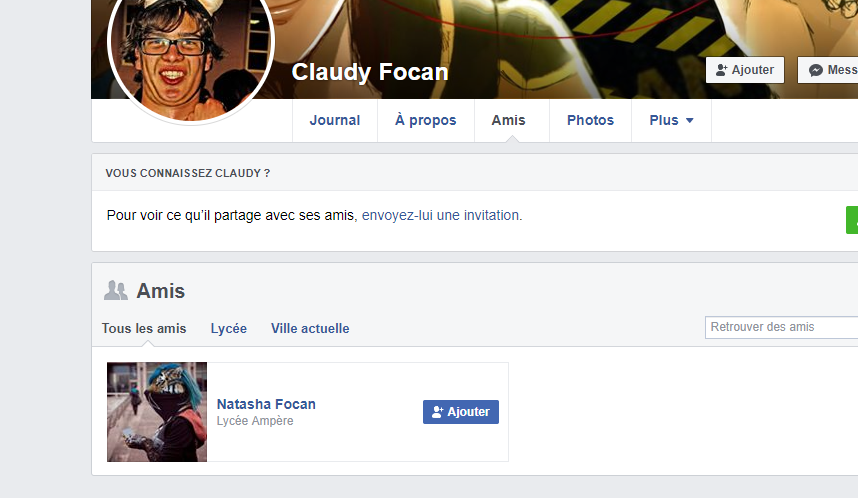 Claudy Focan
Ajouter
Mess
Journal
À propos
Amis
Photos
Plus
VOUS CONNAISSEZ CLAUDY ?
Pour voir ce qu'il partage avec ses amis, envoyez-lui une invitation.
Amis
Tous les amis
Lycée
Ville actuelle
Retrouver des amis
Natasha Focan
Lycée Ampère
Ajouter